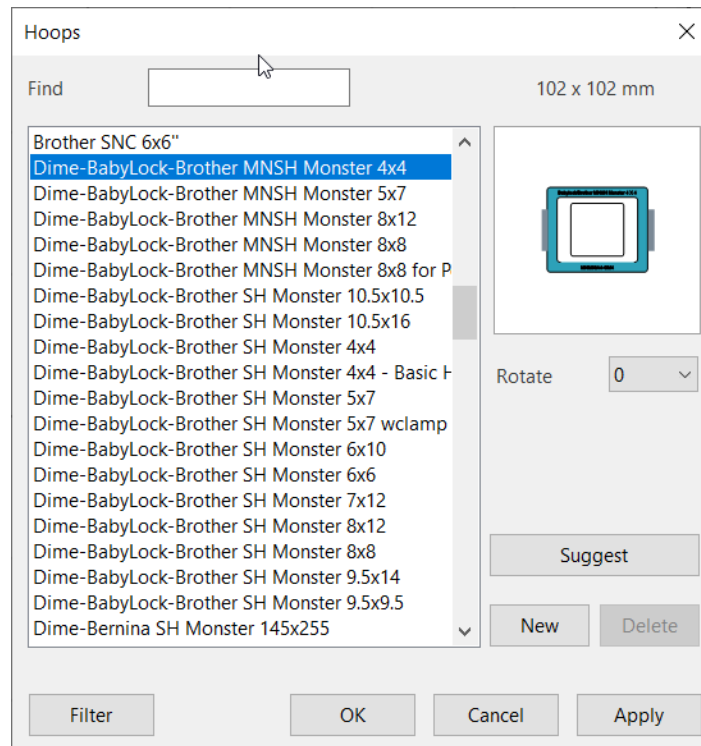 Hoops
Find
102 x 102 mm
Brother SNC 6x6"
Dime-BabyLock-Brother MNSH Monster 4x4
Dime-BabyLock-Brother MNSH Monster 5x7
Dime-BabyLock-Brother MNSH Monster 8x12
Dime-BabyLock-Brother MNSH Monster 8x8
Dime-BabyLock-Brother MNSH Monster 8x8 for P
Dime-BabyLock-Brother SH Monster 10.5x10.5
Dime-BabyLock-Brother SH Monster 10.5x16
Dime-BabyLock-Brother SH Monster 4x4
Dime-BabyLock-Brother SH Monster 4x4 - Basic H
Dime-BabyLock-Brother SH Monster 5x7
Dime-BabyLock-Brother SH Monster 5x7 wclamp
Dime-BabyLock-Brother SH Monster 6x10
Dime-BabyLock-Brother SH Monster 6x6
Dime-BabyLock-Brother SH Monster 7x12
Dime-BabyLock-Brother SH Monster 8x12
Dime-BabyLock-Brother SH Monster 8x8
Dime-BabyLock-Brother SH Monster 9.5x14
Dime-BabyLock-Brother SH Monster 9.5x9.5
Dime-Bernina SH Monster 145x255
Rotate
0
Suggest
New
Delete
Filter
OK
Cancel
Apply